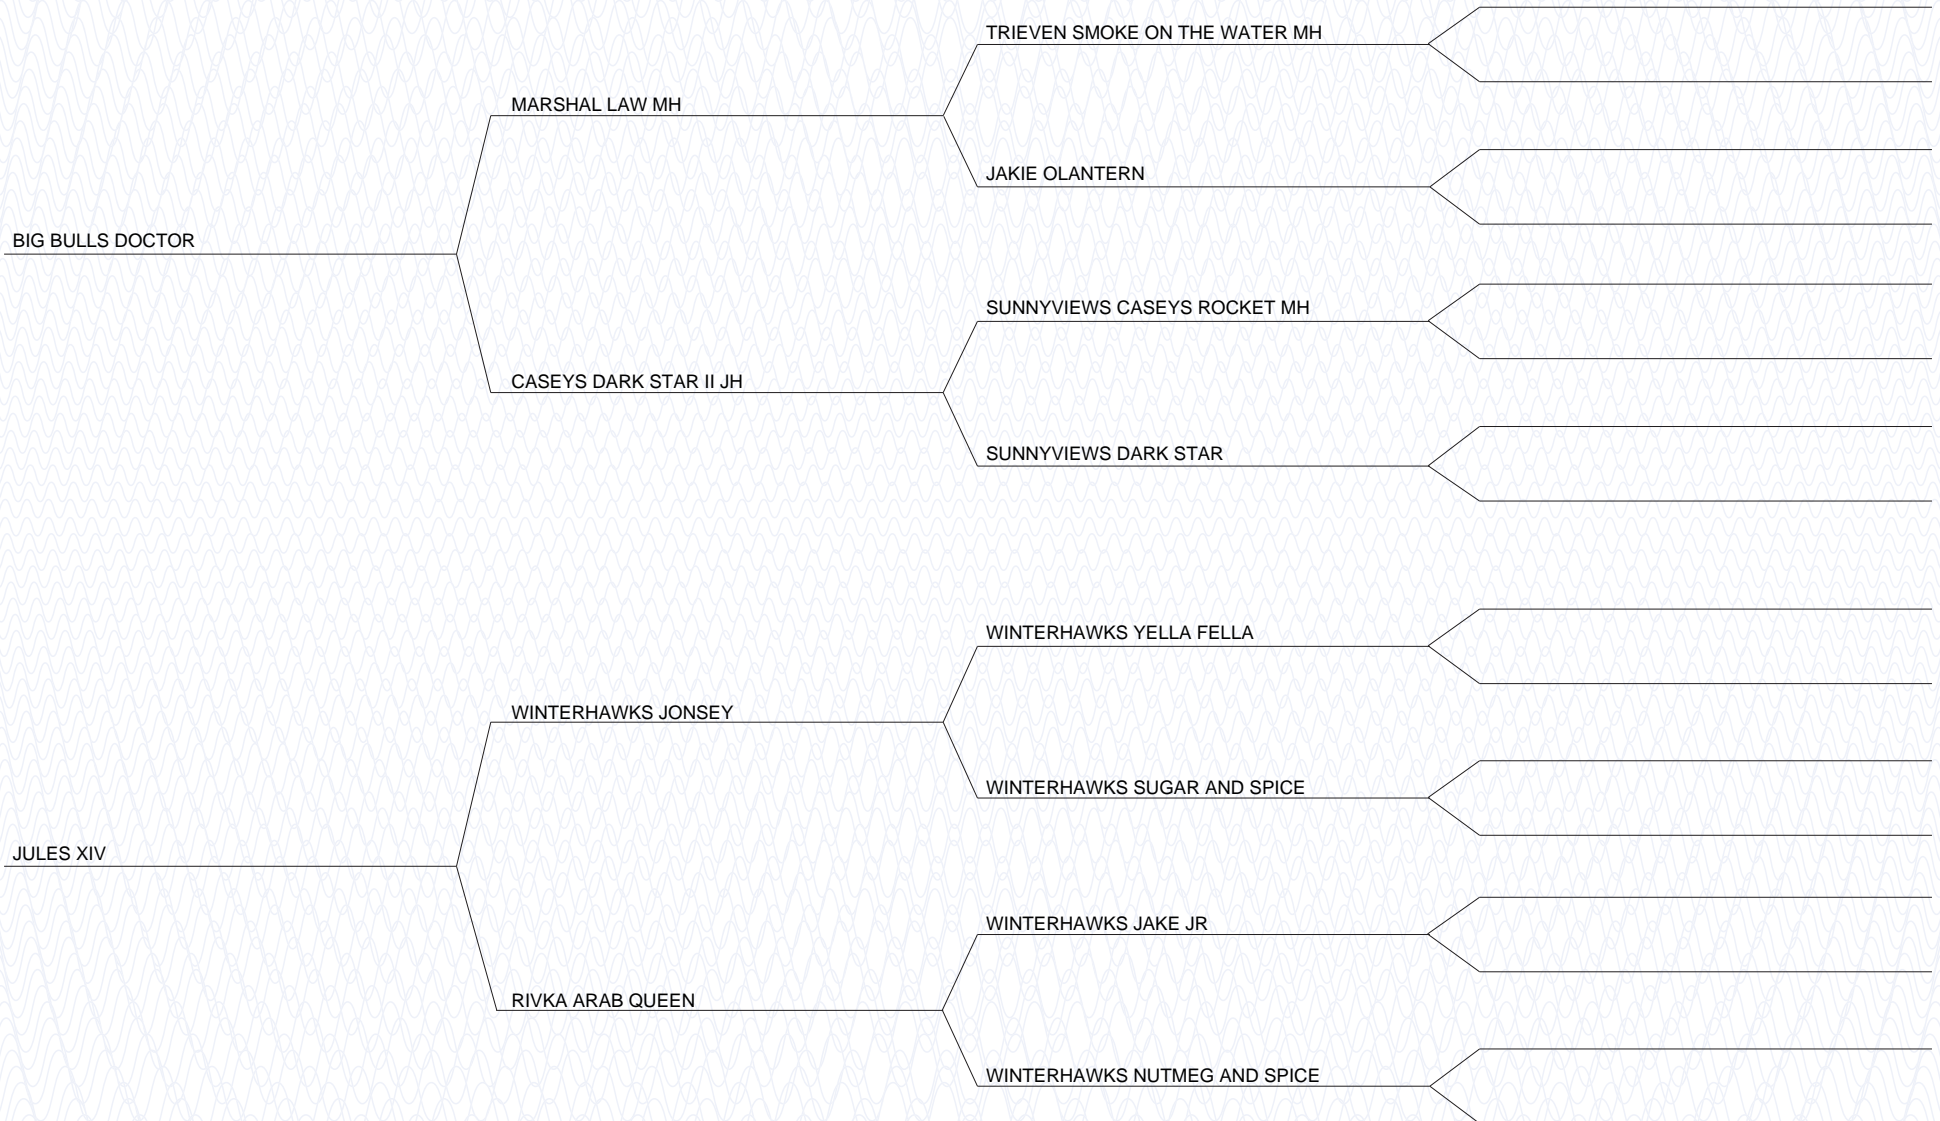 TRIEVEN SMOKE ON THE WATER MH
MARSHAL LAW MH
JAKIE OLANTERN
BIG BULLS DOCTOR
SUNNYVIEWS CASEYS ROCKET MH
CASEYS DARK STAR II JH
SUNNYVIEWS DARK STAR
WINTERHAWKS YELLA FELLA
WINTERHAWKS JONSEY
WINTERHAWKS SUGAR AND SPICE
JULES XIV
WINTERHAWKS JAKE JR
RIVKA ARAB QUEEN
WINTERHAWKS NUTMEG AND SPICE